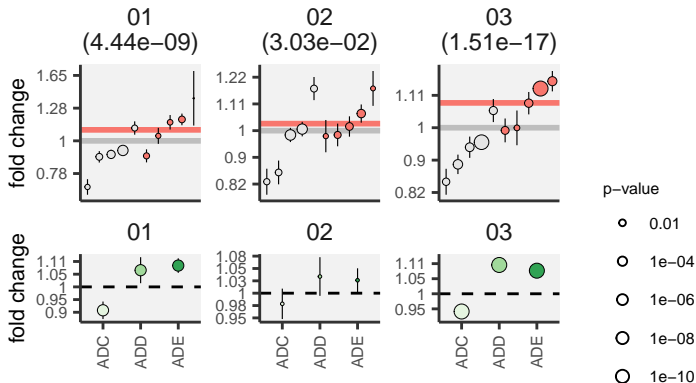 01
(4.44e−09)
02
(3.03e−02)
03
(1.51e−17)
fold change
1.65
1.28
1
0.78
1.22
1.11
1
0.9
0.82
1.11
1
0.9
0.82
01
02
03
fold change
1.11
1.05
1
0.95
0.9
1.08
1.05
1.03
1
0.98
0.95
1.11
1.05
1
0.95
ADC
ADD
ADE
ADC
ADD
ADE
ADC
ADD
ADE
p−value
0.01
1e−04
1e−06
1e−08
1e−10